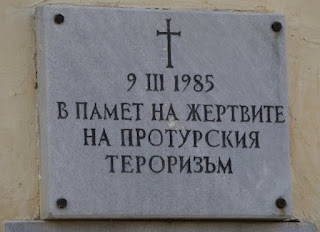 9 III 1985
В ПАМЕТ НА ЖЕРТВИТЕ
НА ПРОТУРСКИЯ
ТЕРОРИЗЪМ